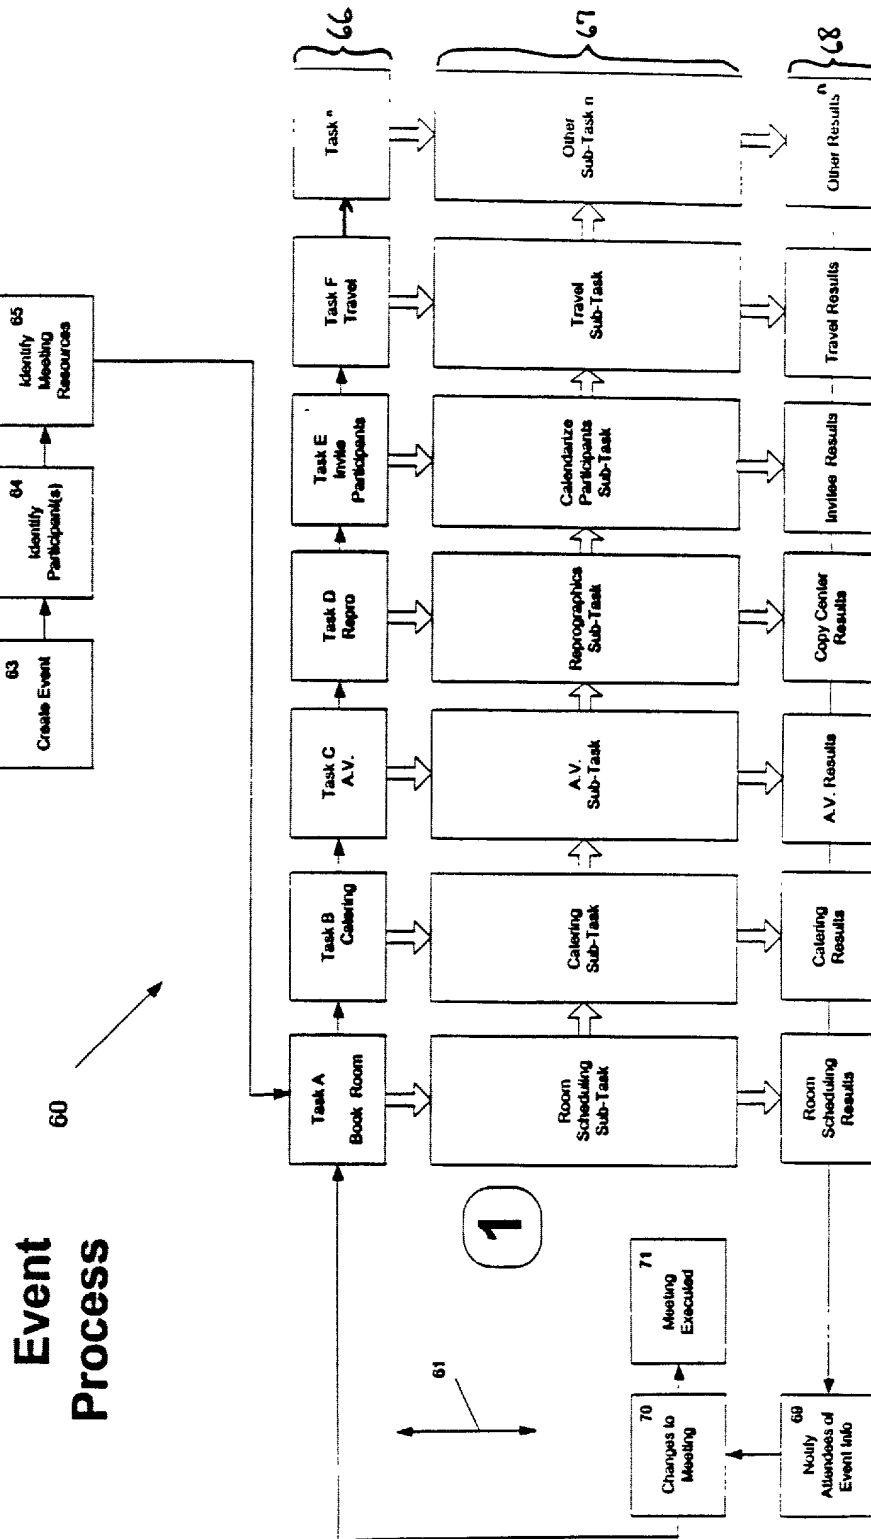 Event
Process
60
63
Create Event
64
Identify
Participant(s)
65
Identify
Meeting
Resources
Task A
Book Room
Task B
Catering
Task C
A.V.
Task D
Repro
Task E
Invite
Participants
Task F
Travel
Task n
66
Room
Scheduling
Sub-Task
Catering
Sub-Task
A.V.
Sub-Task
Reprographics
Sub-Task
Calendarize
Participants
Sub-Task
Travel
Sub-Task
Other
Sub-Task n
67
Room
Scheduling
Results
Catering
Results
A.V. Results
Copy Center
Results
Invitee Results
Travel Results
Other Results n
68
1
61
69
Notify
Attendees of
Event Info
70
Changes to
Meeting
71
Meeting
Executed